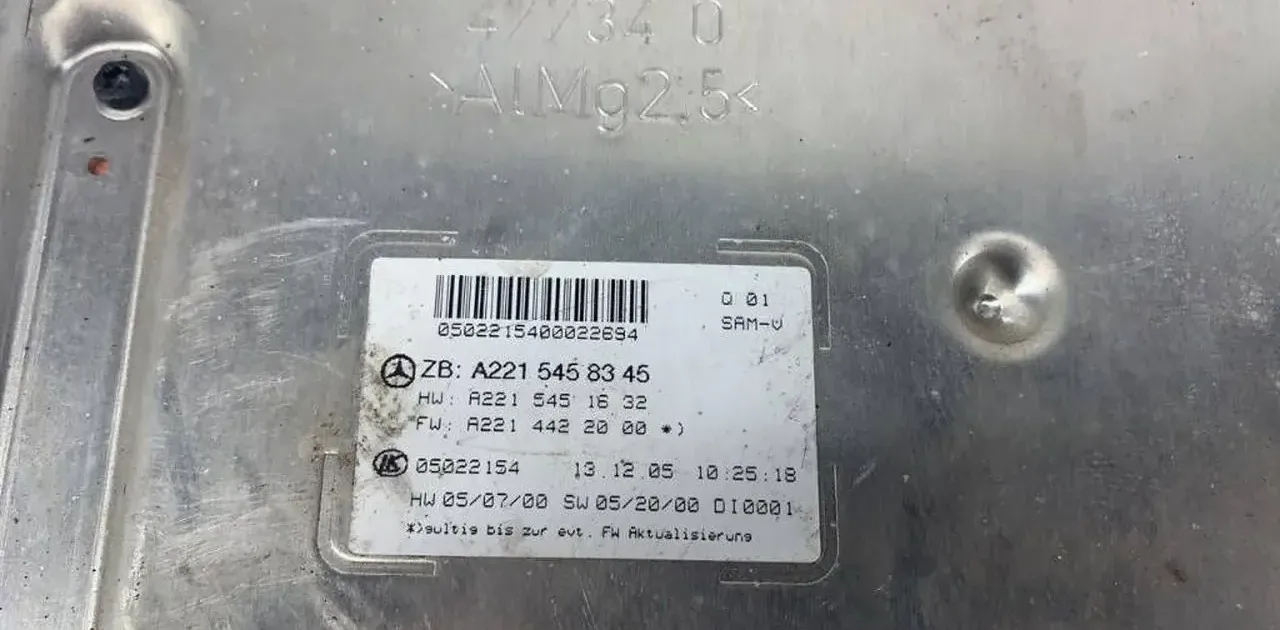 >AlMg2.5<
Q 01
SAM-V
0502215400022694
ZB: A221 545 83 45
HW: A221 545 16 32
FW: A221 442 20 00 *)
05022154 13.12.05 10:25:18
HW 05/07/00 SW 05/20/00 DI0001
*)gultig bis zur evt. FW Aktualisierung